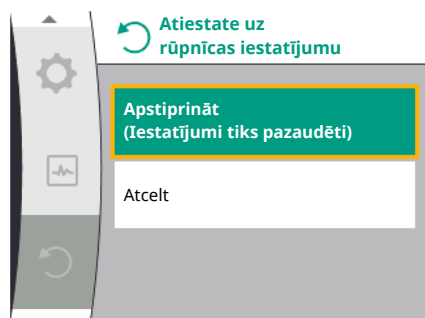 Atiestate uz
rūpnīcas iestatījumu
Apstiprināt
(Iestatījumi tiks pazaudēti)
Atcelt